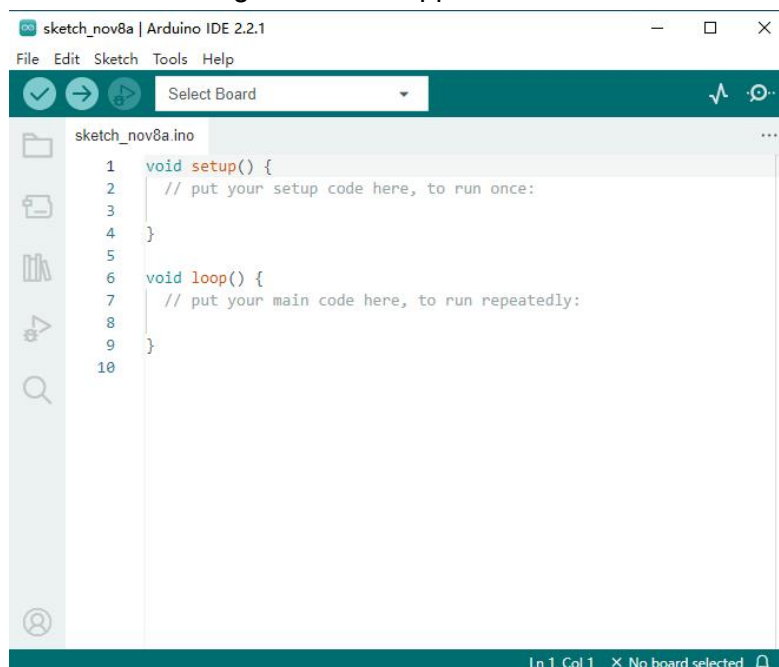 sketch_nov8a | Arduino IDE 2.2.1
File Edit Sketch Tools Help
Select Board
sketch_nov8a.ino
1 void setup() {
2 // put your setup code here, to run once:
3
4 }
5
6 void loop() {
7 // put your main code here, to run repeatedly:
8
9 }
10
Ln 1, Col 1 × No board selected